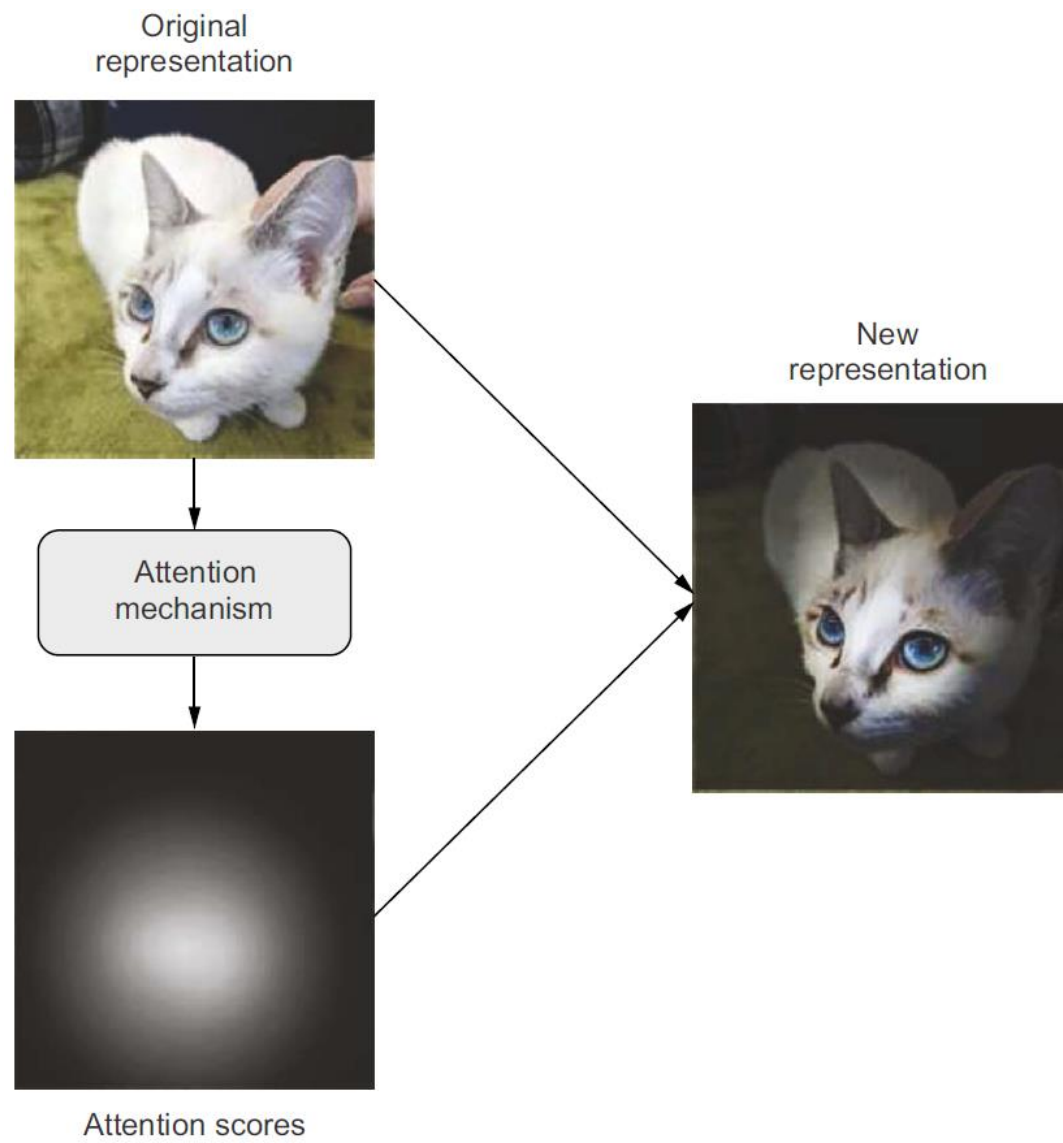 Original
representation
New
representation
Attention
mechanism
Attention scores